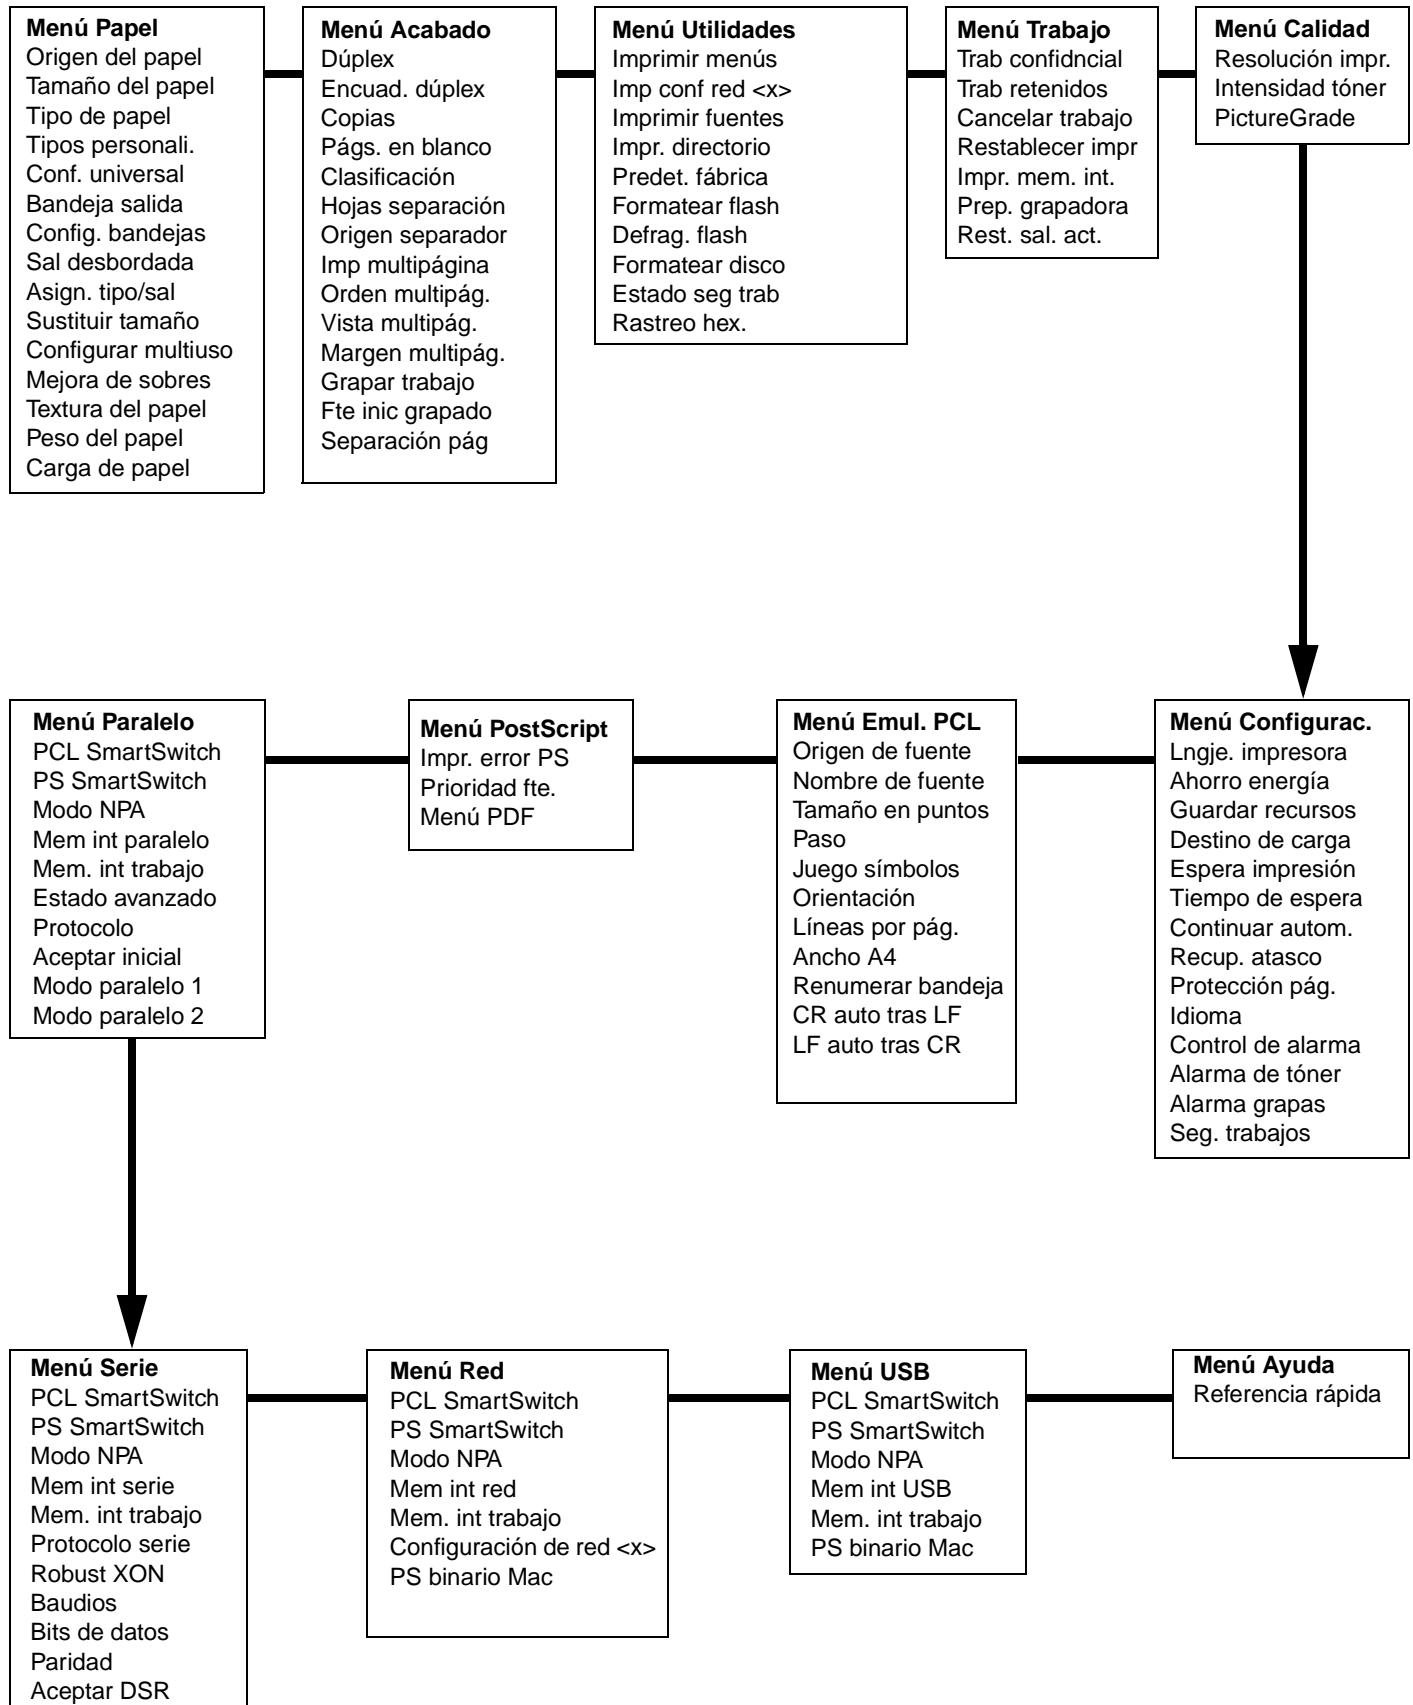 Menú Papel
Origen del papel
Tamaño del papel
Tipo de papel
Tipos personali.
Conf. universal
Bandeja salida
Config. bandejas
Sal desbordada
Asign. tipo/sal
Sustituir tamaño
Configurar multiuso
Mejora de sobres
Textura del papel
Peso del papel
Carga de papel
Menú Acabado
Dúplex
Encuad. dúplex
Copias
Págs. en blanco
Clasificación
Hojas separación
Origen separador
Imp multipágina
Orden multipág.
Vista multipág.
Margen multipág.
Grapar trabajo
Fte inic grapado
Separación pág
Menú Utilidades
Imprimir menús
Imp conf red <x>
Imprimir fuentes
Impr. directorio
Predet. fábrica
Formatear flash
Defrag. flash
Formatear disco
Estado seg trab
Rastreo hex.
Menú Trabajo
Trab confidncial
Trab retenidos
Cancelar trabajo
Restablecer impr
Impr. mem. int.
Prep. grapadora
Rest. sal. act.
Menú Calidad
Resolución impr.
Intensidad tóner
PictureGrade
Menú Paralelo
PCL SmartSwitch
PS SmartSwitch
Modo NPA
Mem int paralelo
Mem. int trabajo
Estado avanzado
Protocolo
Aceptar inicial
Modo paralelo 1
Modo paralelo 2
Menú PostScript
Impr. error PS
Prioridad fte.
Menú PDF
Menú Emul. PCL
Origen de fuente
Nombre de fuente
Tamaño en puntos
Paso
Juego símbolos
Orientación
Líneas por pág.
Ancho A4
Renumerar bandeja
CR auto tras LF
LF auto tras CR
Menú Configurac.
Lngje. impresora
Ahorro energía
Guardar recursos
Destino de carga
Espera impresión
Tiempo de espera
Continuar autom.
Recup. atasco
Protección pág.
Idioma
Control de alarma
Alarma de tóner
Alarma grapas
Seg. trabajos
Menú Serie
PCL SmartSwitch
PS SmartSwitch
Modo NPA
Mem int serie
Mem. int trabajo
Protocolo serie
Robust XON
Baudios
Bits de datos
Paridad
Aceptar DSR
Menú Red
PCL SmartSwitch
PS SmartSwitch
Modo NPA
Mem int red
Mem. int trabajo
Configuración de red <x>
PS binario Mac
Menú USB
PCL SmartSwitch
PS SmartSwitch
Modo NPA
Mem int USB
Mem. int trabajo
PS binario Mac
Menú Ayuda
Referencia rápida